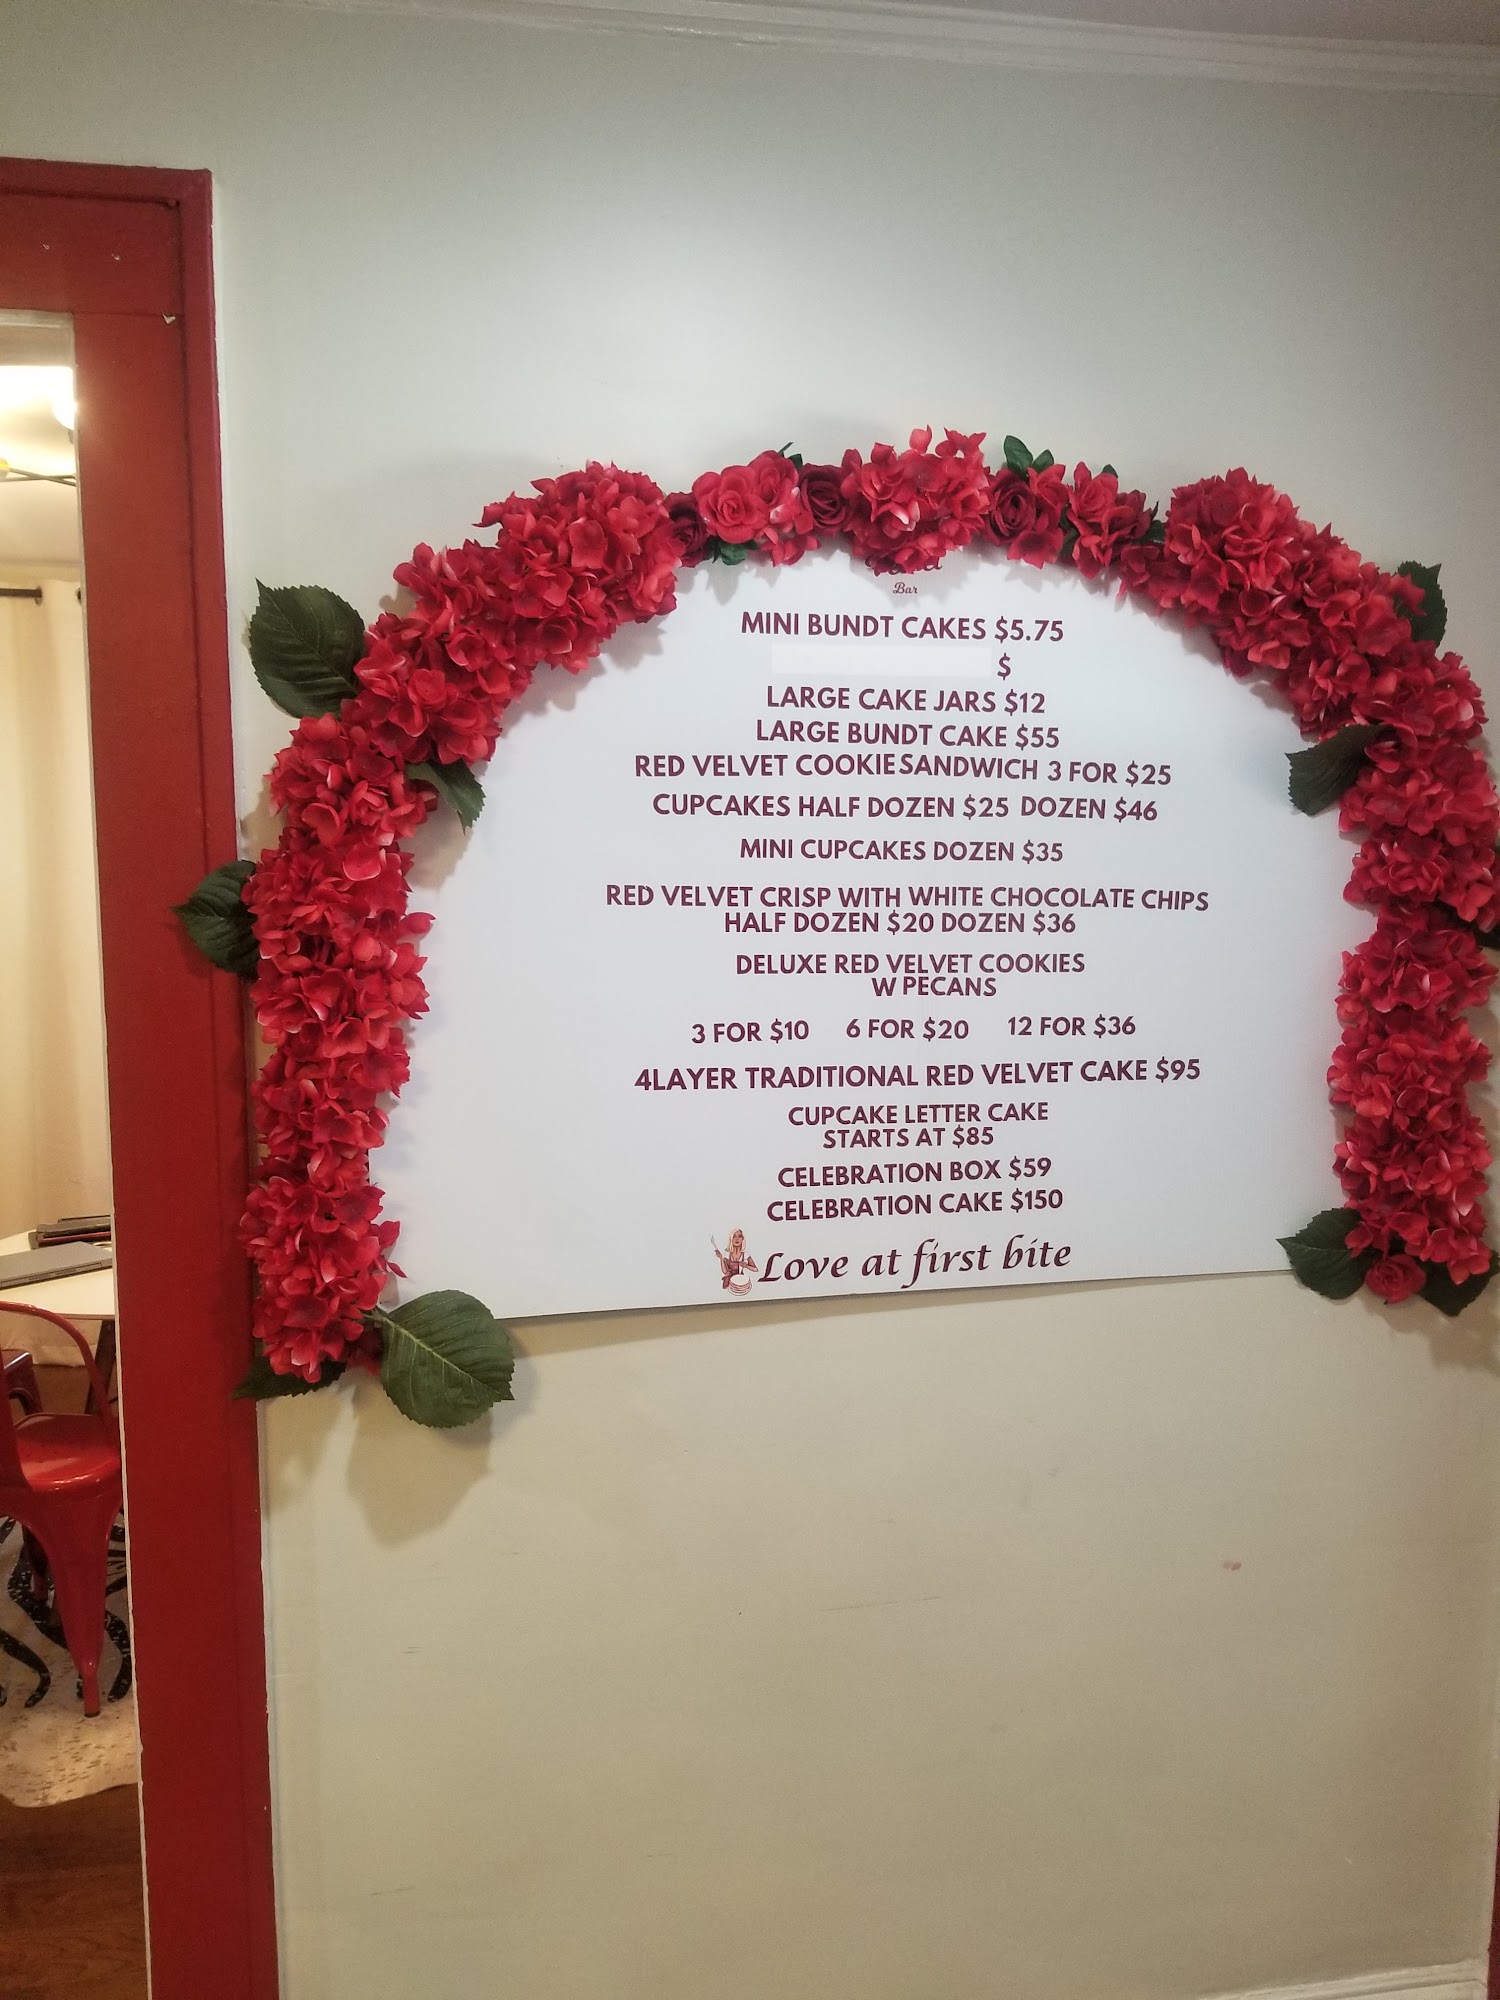 Bar
MINI BUNDT CAKES $5.75
$
LARGE CAKE JARS $12
LARGE BUNDT CAKE $55
RED VELVET COOKIE SANDWICH 3 FOR $25
CUPCAKES HALF DOZEN $25 DOZEN $46
MINI CUPCAKES DOZEN $35
RED VELVET CRISP WITH WHITE CHOCOLATE CHIPS
HALF DOZEN $20 DOZEN $36
DELUXE RED VELVET COOKIES
W PECANS
3 FOR $10 6 FOR $20 12 FOR $36
4LAYER TRADITIONAL RED VELVET CAKE $95
CUPCAKE LETTER CAKE
STARTS AT $85
CELEBRATION BOX $59
CELEBRATION CAKE $150
Love at first bite